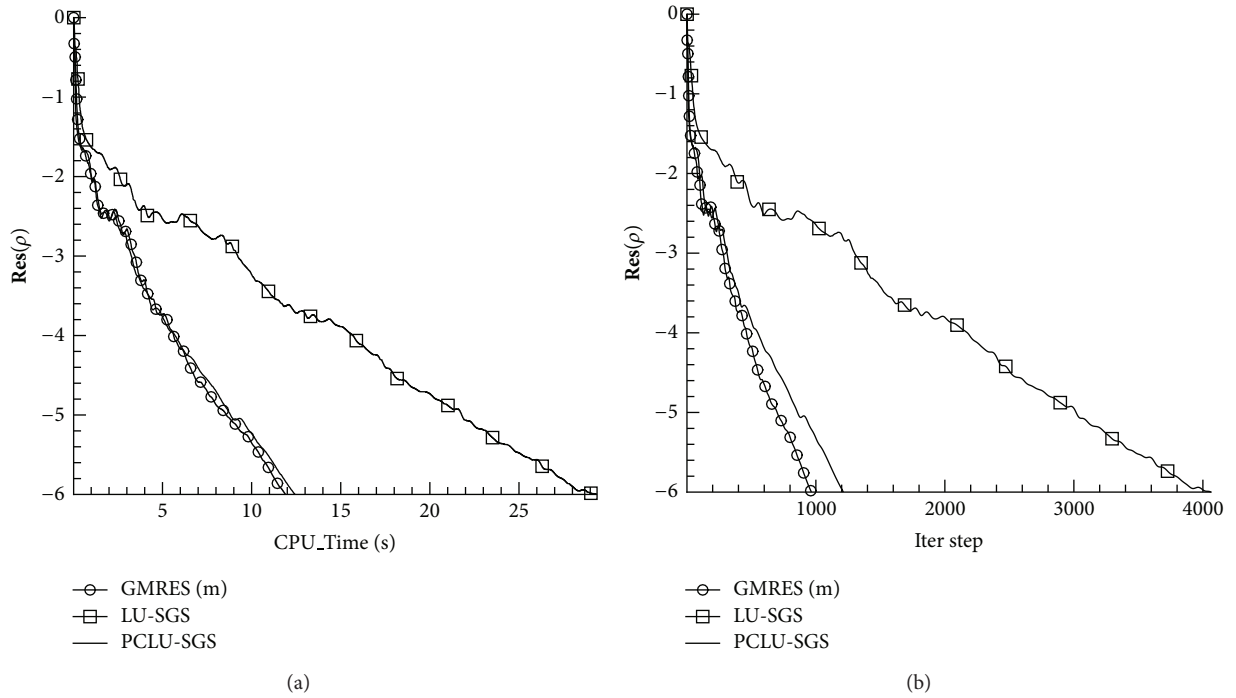 0
−1
−2
−3
−4
−5
−6
Res(ρ)
5
10
15
20
25
CPU_Time (s)
GMRES (m)
LU-SGS
PCLU-SGS
(a)
0
−1
−2
−3
−4
−5
−6
Res(ρ)
1000
2000
3000
4000
Iter step
GMRES (m)
LU-SGS
PCLU-SGS
(b)